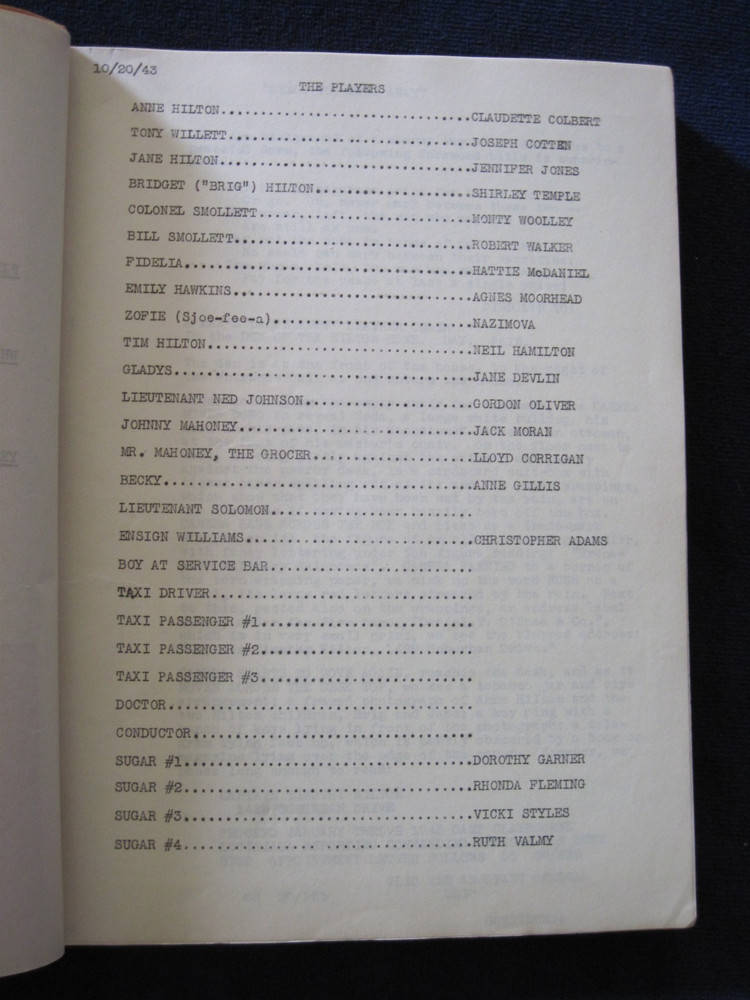 10/20/43
THE PLAYERS
ANNE HILTON..............................CLAUDETTE COLBERT
TONY WILLETT.............................JOSEPH COTTEN
JANE HILTON..............................JENNIFER JONES
BRIDGET ("BRIG") HILTON..................SHIRLEY TEMPLE
COLONEL SMOLLETT.........................MONTY WOOLLEY
BILL SMOLLETT............................ROBERT WALKER
FIDELIA..................................HATTIE McDANIEL
EMILY HAWKINS............................AGNES MOORHEAD
ZOFIE (Sjoe-fee-a).......................NAZIMOVA
TIM HILTON...............................NEIL HAMILTON
GLADYS...................................JANE DEVLIN
LIEUTENANT NED JOHNSON...................GORDON OLIVER
JOHNNY MAHONEY...........................JACK MORAN
MR. MAHONEY, THE GROCER..................LLOYD CORRIGAN
BECKY....................................ANNE GILLIS
LIEUTENANT SOLOMON.......................
ENSIGN WILLIAMS..........................CHRISTOPHER ADAMS
BOY AT SERVICE BAR.......................
TAXI DRIVER..............................
TAXI PASSENGER #1........................
TAXI PASSENGER #2........................
TAXI PASSENGER #3........................
DOCTOR...................................
CONDUCTOR................................
SUGAR #1.................................DOROTHY GARNER
SUGAR #2.................................RHONDA FLEMING
SUGAR #3.................................VICKI STYLES
SUGAR #4.................................RUTH VALMY